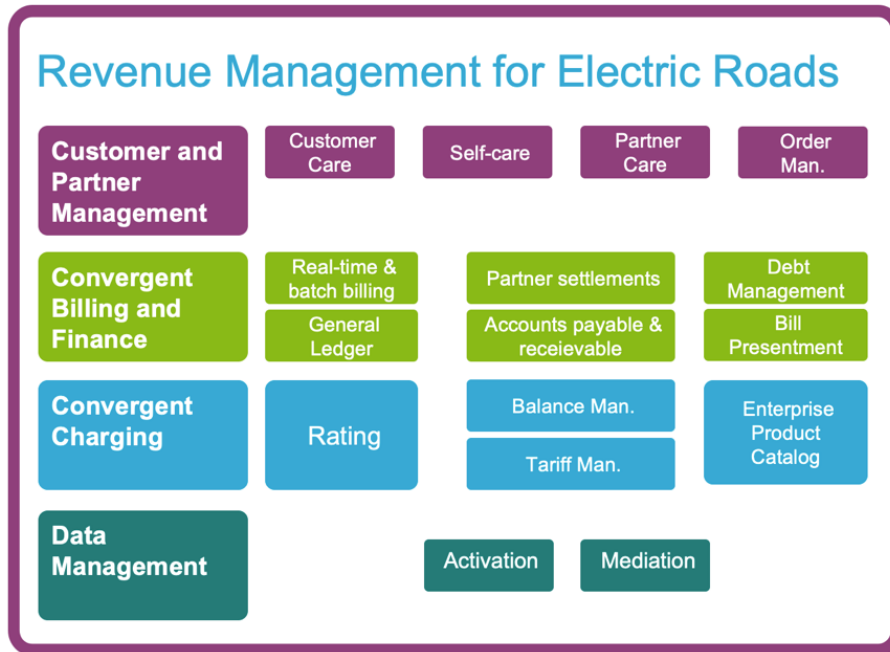 Revenue Management for Electric Roads
Customer and
Partner
Management
Customer
Care
Self-care
Partner
Care
Order
Man.
Convergent
Billing and
Finance
Real-time &
batch billing
Partner settlements
Debt
Management
General
Ledger
Accounts payable &
receievable
Bill
Presentment
Convergent
Charging
Rating
Balance Man.
Tariff Man.
Enterprise
Product
Catalog
Data
Management
Activation
Mediation